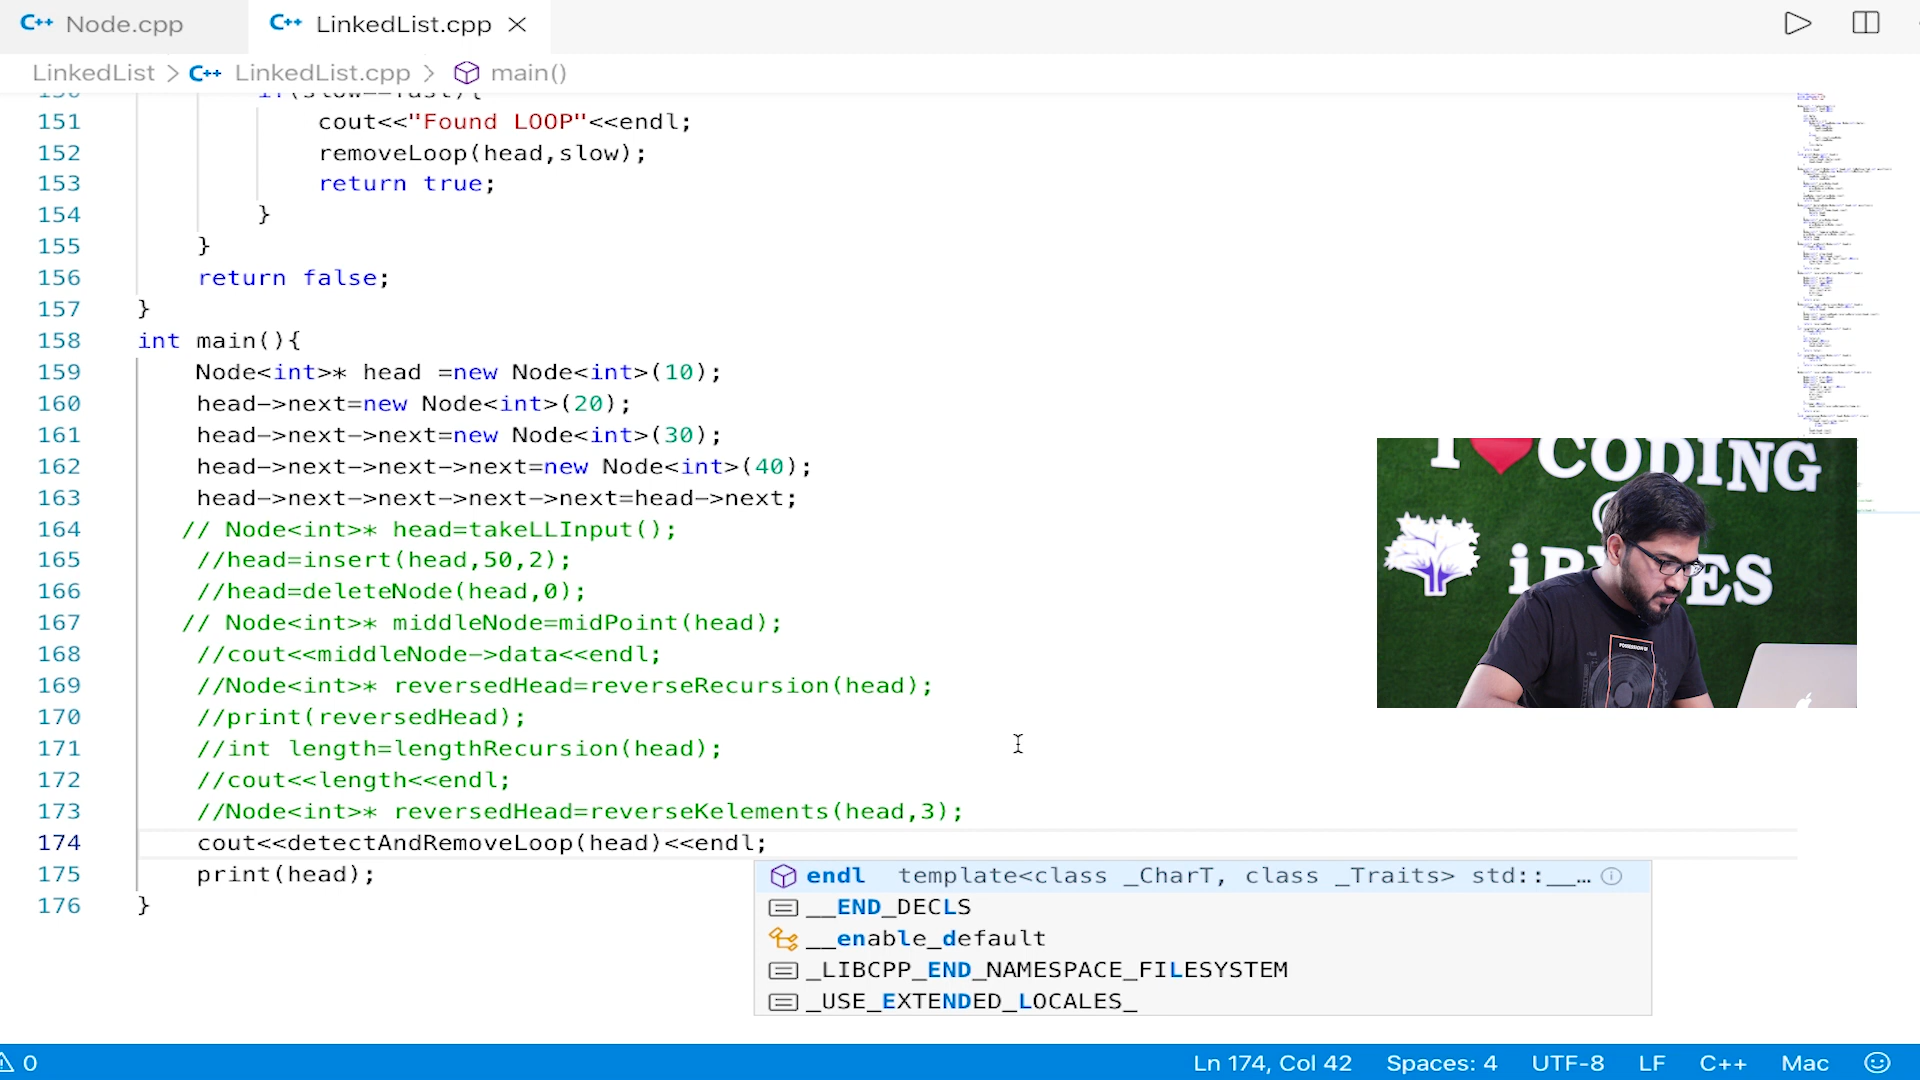 Node.cpp LinkedList.cpp
LinkedList > LinkedList.cpp > main()
150 if(slow==fast){
151 cout<<"Found LOOP"<<endl;
152 removeLoop(head,slow);
153 return true;
154 }
155 }
156 return false;
157 }
158 int main(){
159 Node<int>* head =new Node<int>(10);
160 head->next=new Node<int>(20);
161 head->next->next=new Node<int>(30);
162 head->next->next->next=new Node<int>(40);
163 head->next->next->next->next=head->next;
164 // Node<int>* head=takeLLInput();
165 //head=insert(head,50,2);
166 //head=deleteNode(head,0);
167 // Node<int>* middleNode=midPoint(head);
168 //cout<<middleNode->data<<endl;
169 //Node<int>* reversedHead=reverseRecursion(head);
170 //print(reversedHead);
171 //int length=lengthRecursion(head);
172 //cout<<length<<endl;
173 //Node<int>* reversedHead=reverseKelements(head,3);
174 cout<<detectAndRemoveLoop(head)<<endl;
175 print(head);
176 }
endl template<class _CharT, class _Traits> std::__…
__END_DECLS
__enable_default
_LIBCPP_END_NAMESPACE_FILESYSTEM
_USE_EXTENDED_LOCALES_
I CODING
0 Ln 174, Col 42 Spaces: 4 UTF-8 LF C++ Mac